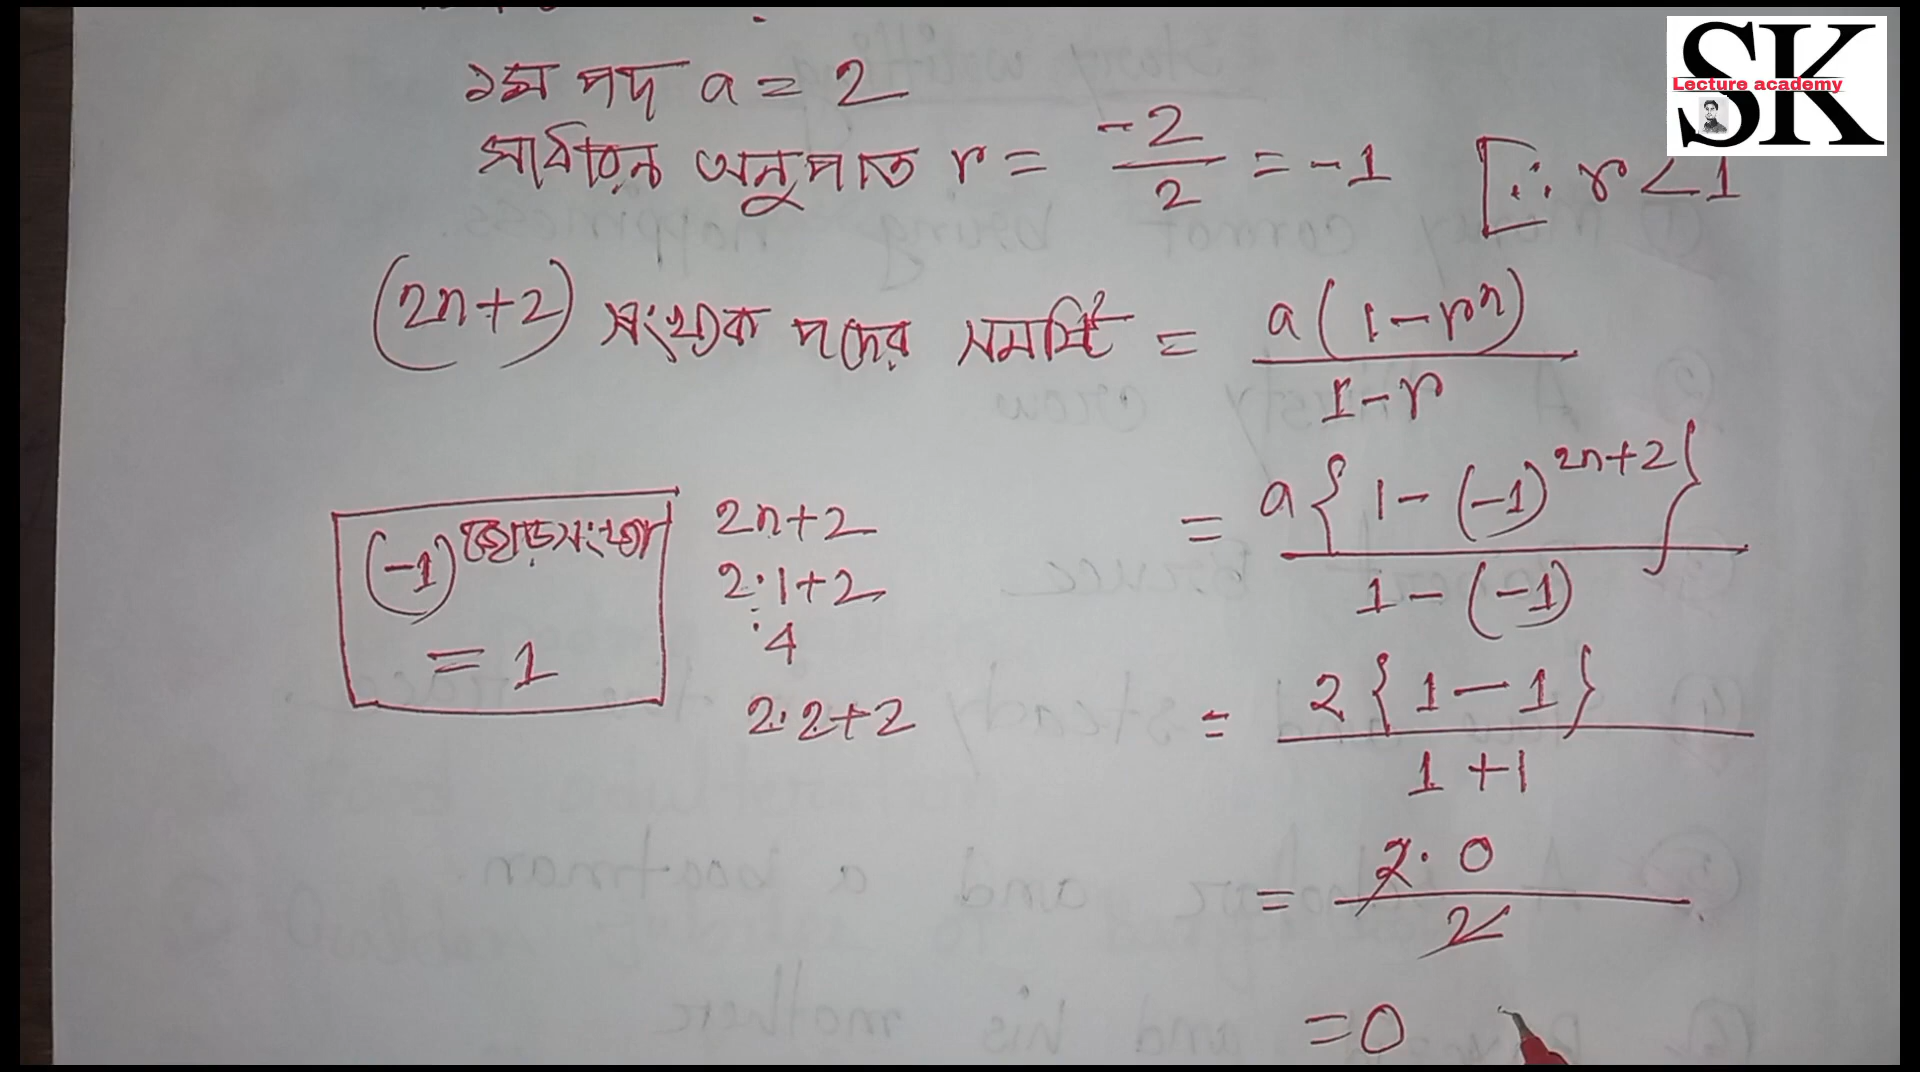 SK
Lecture academy
১ম পদ a = 2
সাধারন অনুপাত r = -2/2 = -1 [∴ r < 1
(2n+2) সংখ্যক পদের সমষ্টি = a(1-rⁿ)/1-r
= a{1-(-1)²ⁿ⁺²}/1-(-1)
(-1)^জোড়সংখ্যা
= 1
2n+2
2·1+2
4
2·2+2
= 2{1-1}/1+1
= 2·0/2
= 0